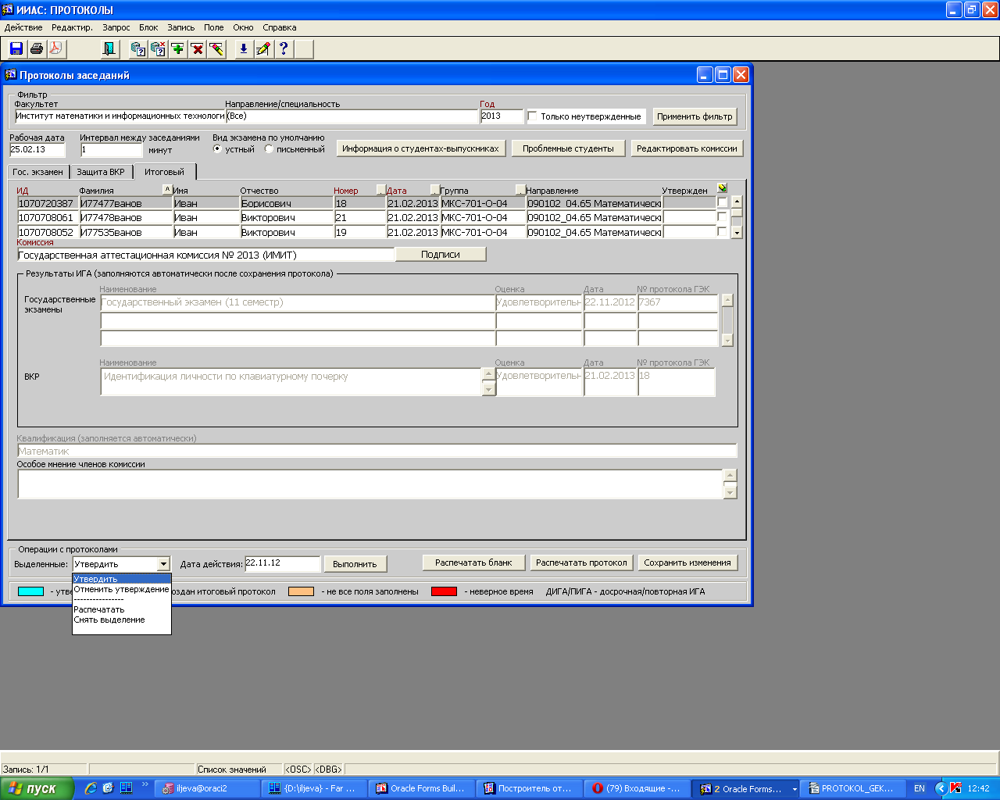 ИИАС: ПРОТОКОЛЫ
Действие Редактир. Запрос Блок Запись Поле Окно Справка
Протоколы заседаний
Фильтр
Факультет Направление/специальность Год
Институт математики и информационных технологи (Все) 2013 Только неутвержденные Применить фильтр
Рабочая дата Интервал между заседаниями Вид экзамена по умолчанию
25.02.13 1 минут устный письменный Информация о студентах-выпускниках Проблемные студенты Редактировать комиссии
Гос. экзамен Защита ВКР Итоговый
ИД Фамилия ^ Имя Отчество Номер . Дата . Группа . Направление Утвержден
1070720387 И77477ванов Иван Борисович 18 21.02.2013 МКС-701-О-04 090102_04.65 Математическ
1070708061 И77478ванов Иван Викторович 21 21.02.2013 МКС-701-О-04 090102_04.65 Математическ
1070708052 И77535ванов Иван Викторович 19 21.02.2013 МКС-701-О-04 090102_04.65 Математическ
Комиссия
Государственная аттестационная комиссия № 2013 (ИМИТ) Подписи
Результаты ИГА (заполняются автоматически после сохранения протокола)
Наименование Оценка Дата № протокола ГЭК
Государственные экзамены Государственный экзамен (11 семестр) Удовлетворительн 22.11.2012 7367
Наименование Оценка Дата № протокола ГЭК
ВКР Идентификация личности по клавиатурному почерку Удовлетворительн 21.02.2013 18
Квалификация (заполняется автоматически)
Математик
Особое мнение членов комиссии
Операции с протоколами
Выделенные: Утвердить Дата действия: 22.11.12 Выполнить Распечатать бланк Распечатать протокол Сохранить изменения
Утвердить
Отменить утверждение
----------------
Распечатать
Снять выделение
- утве оздан итоговый протокол - не все поля заполнены - неверное время ДИГА/ПИГА - досрочная/повторная ИГА
Запись: 1/1 Список значений <OSC> <DBG>
пуск » iljeva@oraci2 {D:\iljeva} - Far ... Oracle Forms Buil... Построитель от... (79) Входящие -... 2 Oracle Forms... PROTOKOL_GEK... EN 12:42